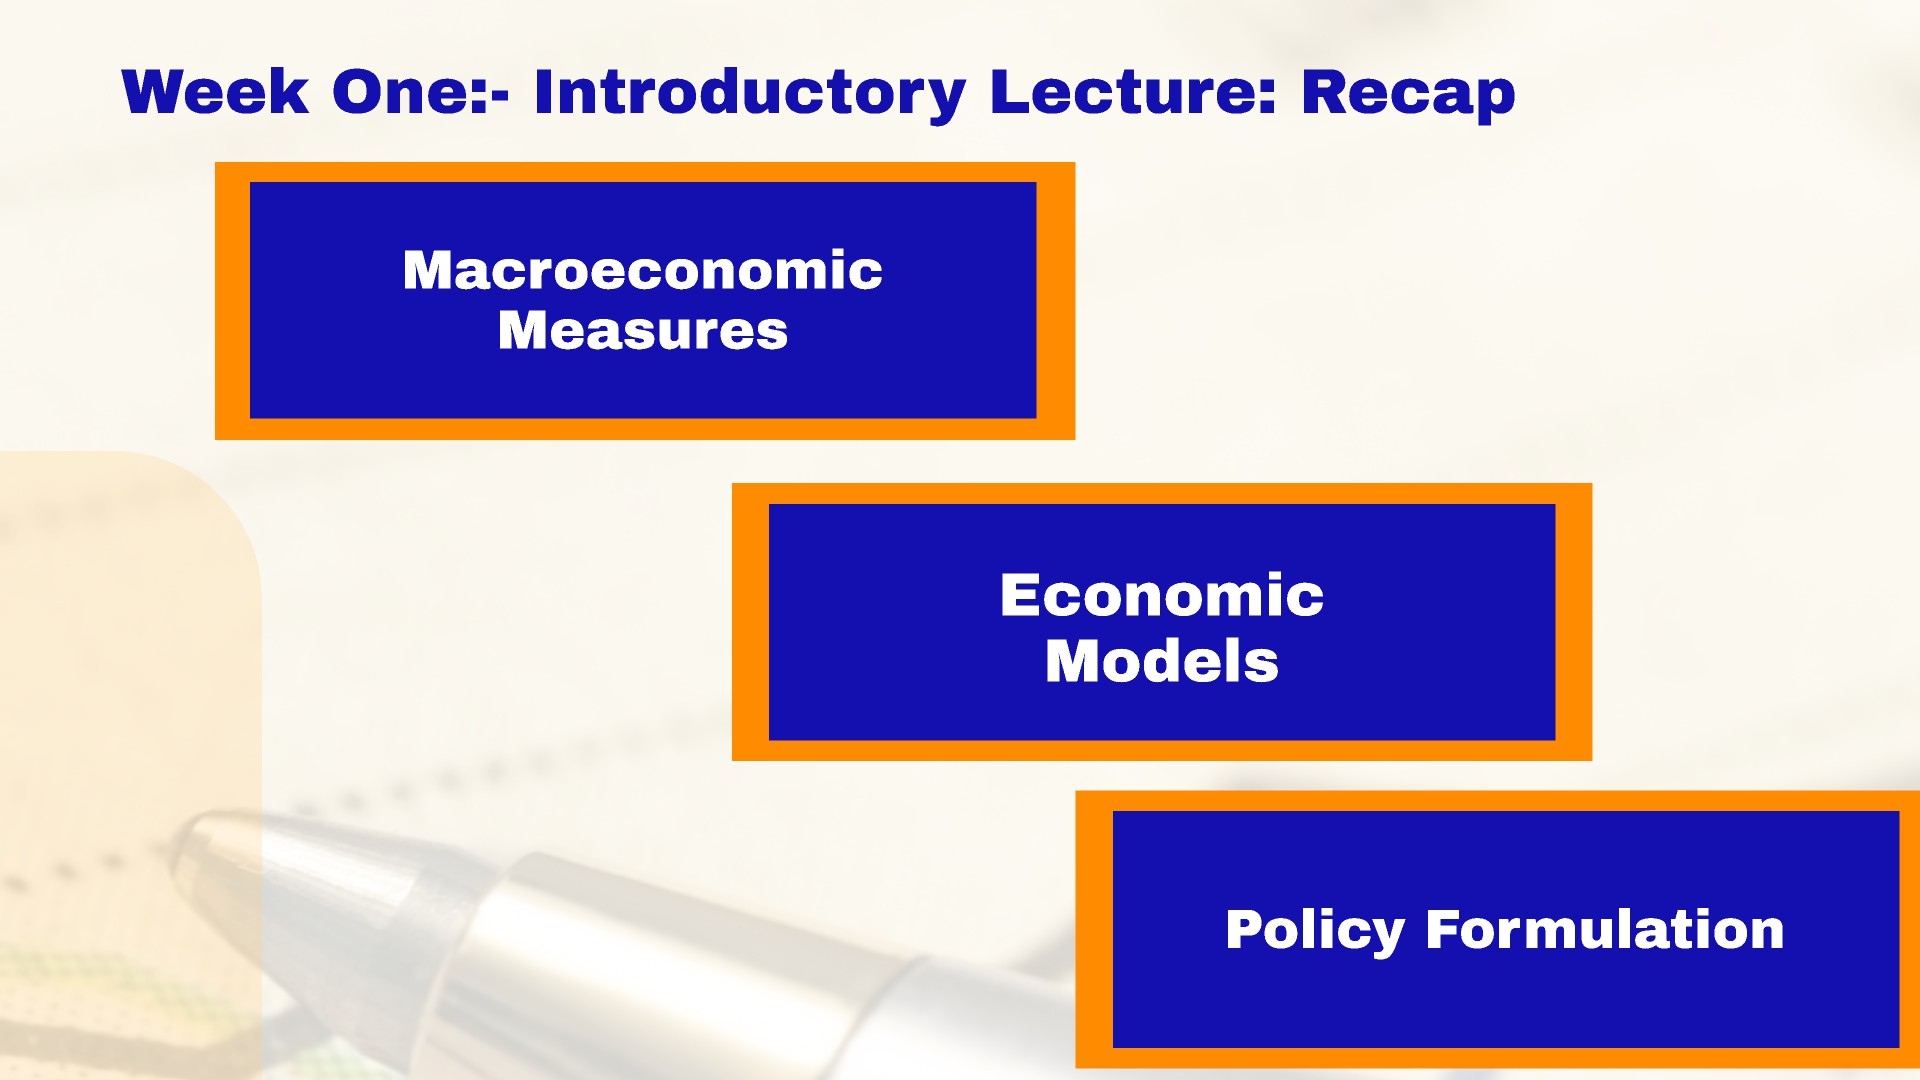 Week One:- Introductory Lecture: Recap
Macroeconomic
Measures
Economic
Models
Policy Formulation